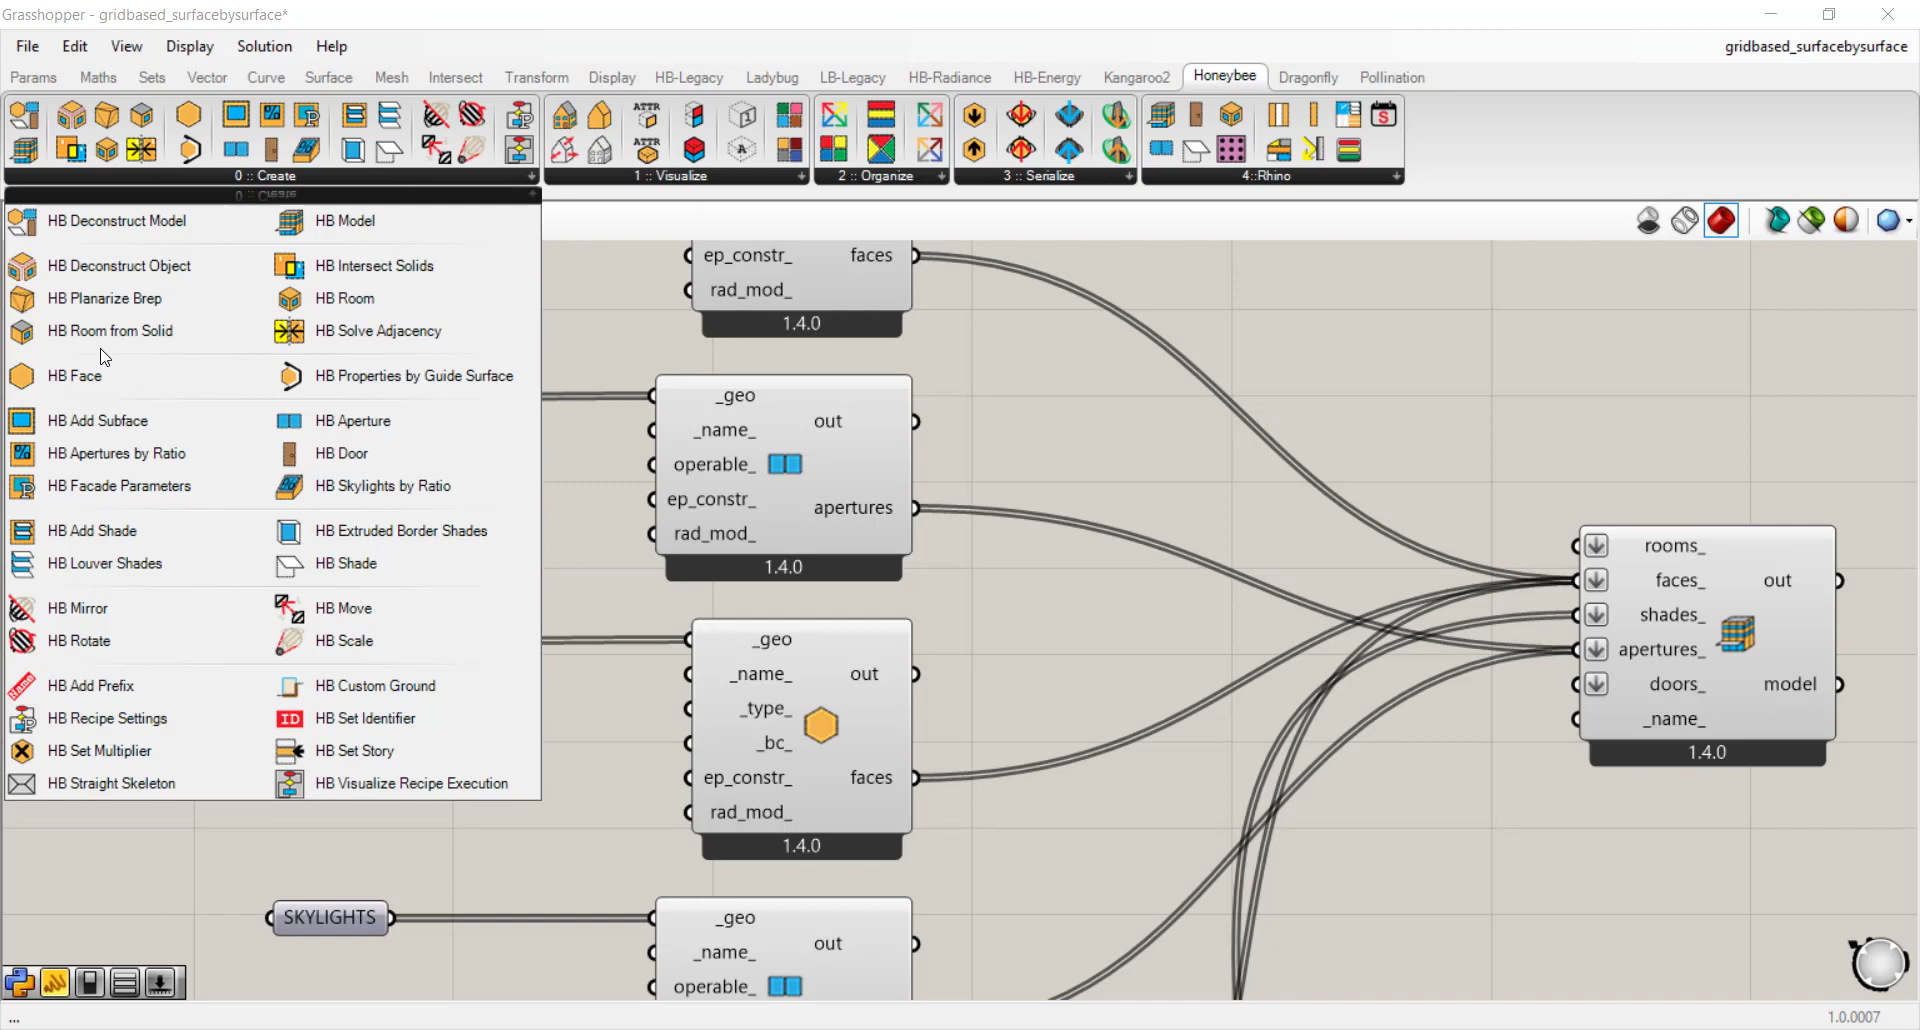 Grasshopper - gridbased_surfacebysurface*
File Edit View Display Solution Help gridbased_surfacebysurface
Params Maths Sets Vector Curve Surface Mesh Intersect Transform Display HB-Legacy Ladybug LB-Legacy HB-Radiance HB-Energy Kangaroo2 Honeybee Dragonfly Pollination
ATTR
ATTR
1
A
S
0 :: Create 1 :: Visualize 2 :: Organize 3 :: Serialize 4::Rhino
0 :: Create
HB Deconstruct Model HB Model
HB Deconstruct Object HB Intersect Solids
HB Planarize Brep HB Room
HB Room from Solid HB Solve Adjacency
HB Face HB Properties by Guide Surface
HB Add Subface HB Aperture
HB Apertures by Ratio HB Door
HB Facade Parameters HB Skylights by Ratio
HB Add Shade HB Extruded Border Shades
HB Louver Shades HB Shade
HB Mirror HB Move
HB Rotate HB Scale
HB Add Prefix HB Custom Ground
HB Recipe Settings ID HB Set Identifier
HB Set Multiplier HB Set Story
HB Straight Skeleton HB Visualize Recipe Execution
ep_constr_ faces
rad_mod_
1.4.0
_geo
_name_ out
operable_
ep_constr_ apertures
rad_mod_
1.4.0
_geo
_name_ out
_type_
_bc_
ep_constr_ faces
rad_mod_
1.4.0
SKYLIGHTS
_geo
_name_ out
operable_
rooms_
faces_ out
shades_
apertures_
doors_ model
_name_
1.4.0
...
1.0.0007